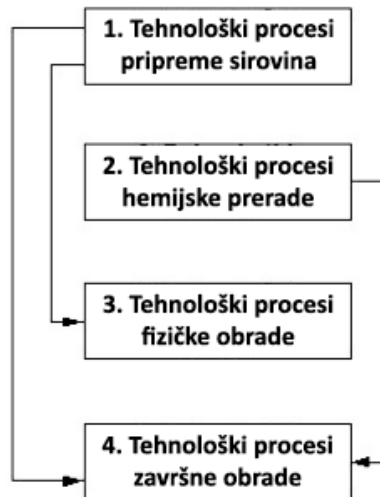 1. Tehnološki procesi
pripreme sirovina
2. Tehnološki procesi
hemijske prerade
3. Tehnološki procesi
fizičke obrade
4. Tehnološki procesi
završne obrade